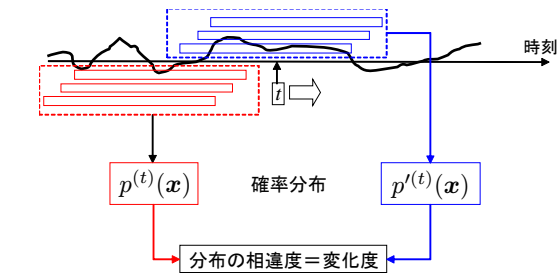 時刻
t
p^{(t)}(x)
確率分布
p'^{(t)}(x)
分布の相違度＝変化度